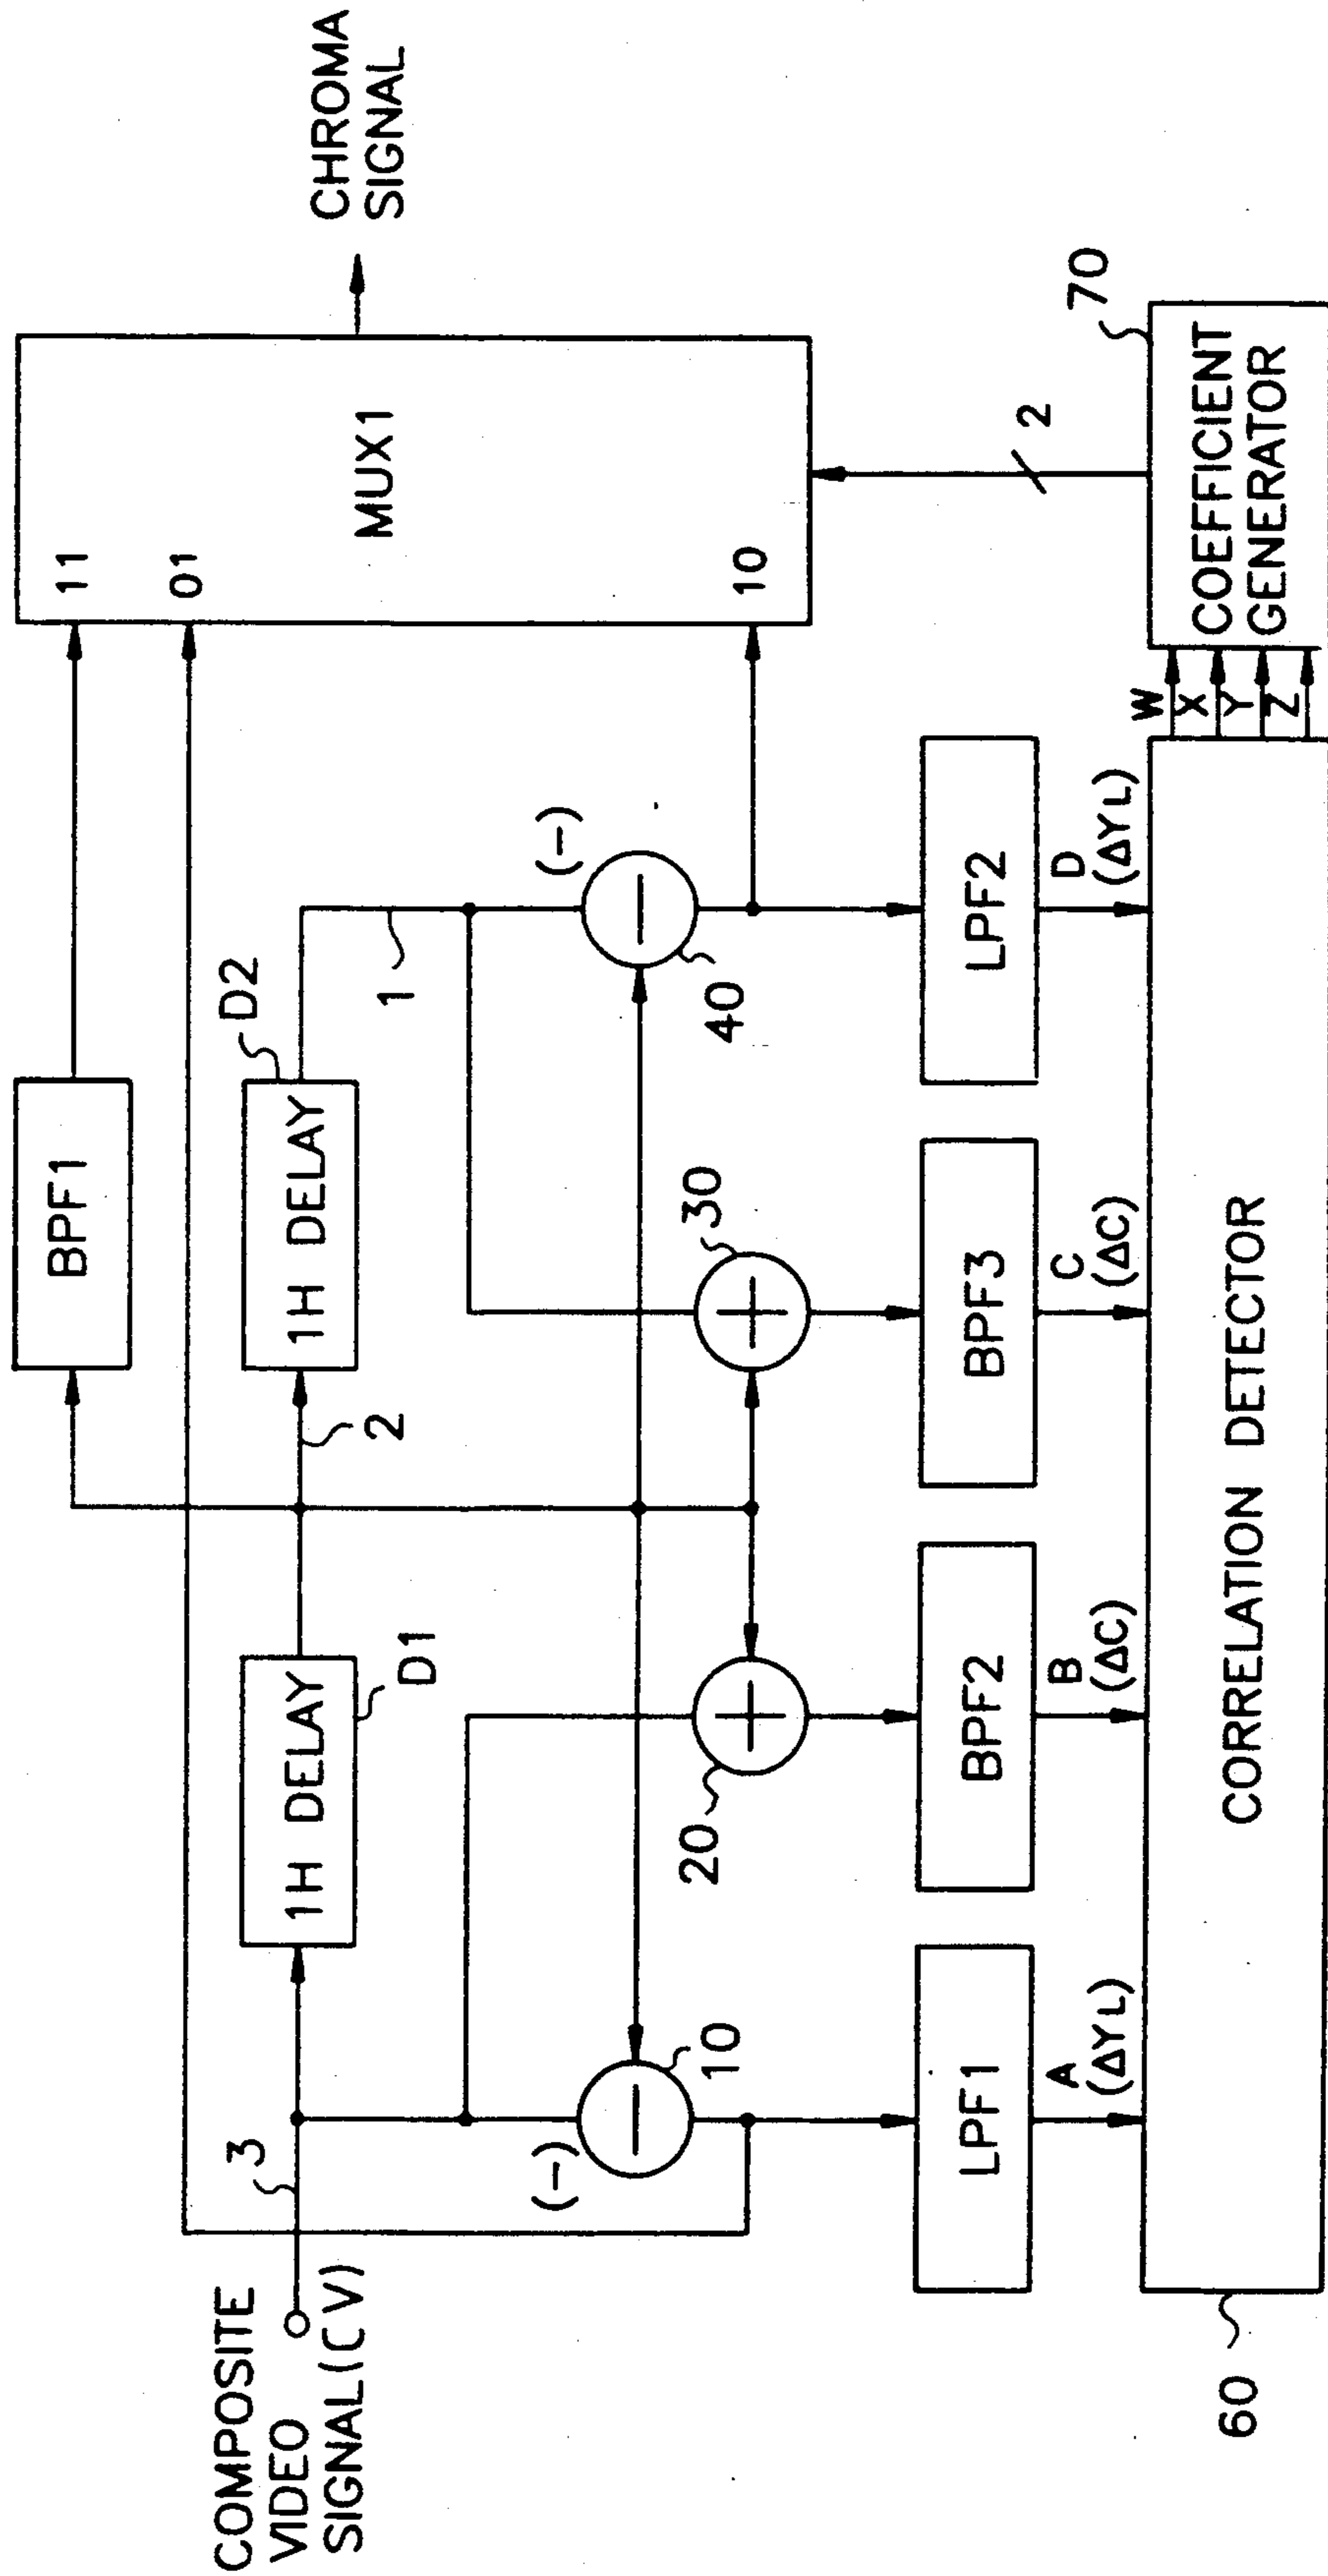 COMPOSITE
VIDEO
SIGNAL(CV)
3
1H DELAY
D1
2
1H DELAY
D2
1
BPF1
11
01
10
MUX1
CHROMA
SIGNAL
(−)
10
20
30
(−)
40
LPF1
BPF2
BPF3
LPF2
A
(ΔYL)
B
(ΔC)
C
(ΔC)
D
(ΔYL)
60
CORRELATION DETECTOR
W
X
Y
Z
COEFFICIENT
GENERATOR
70
2